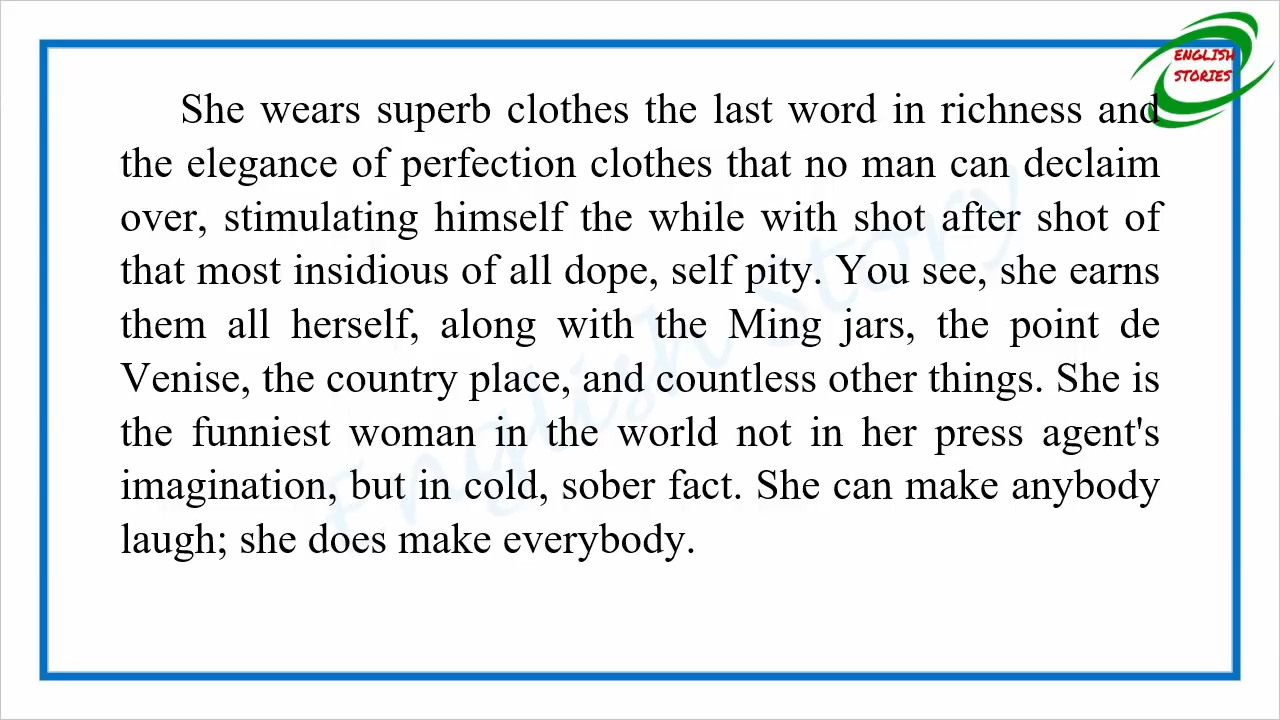 ENGLISH
STORIES
She wears superb clothes the last word in richness and
the elegance of perfection clothes that no man can declaim
over, stimulating himself the while with shot after shot of
that most insidious of all dope, self pity. You see, she earns
them all herself, along with the Ming jars, the point de
Venise, the country place, and countless other things. She is
the funniest woman in the world not in her press agent's
imagination, but in cold, sober fact. She can make anybody
laugh; she does make everybody.
English Story